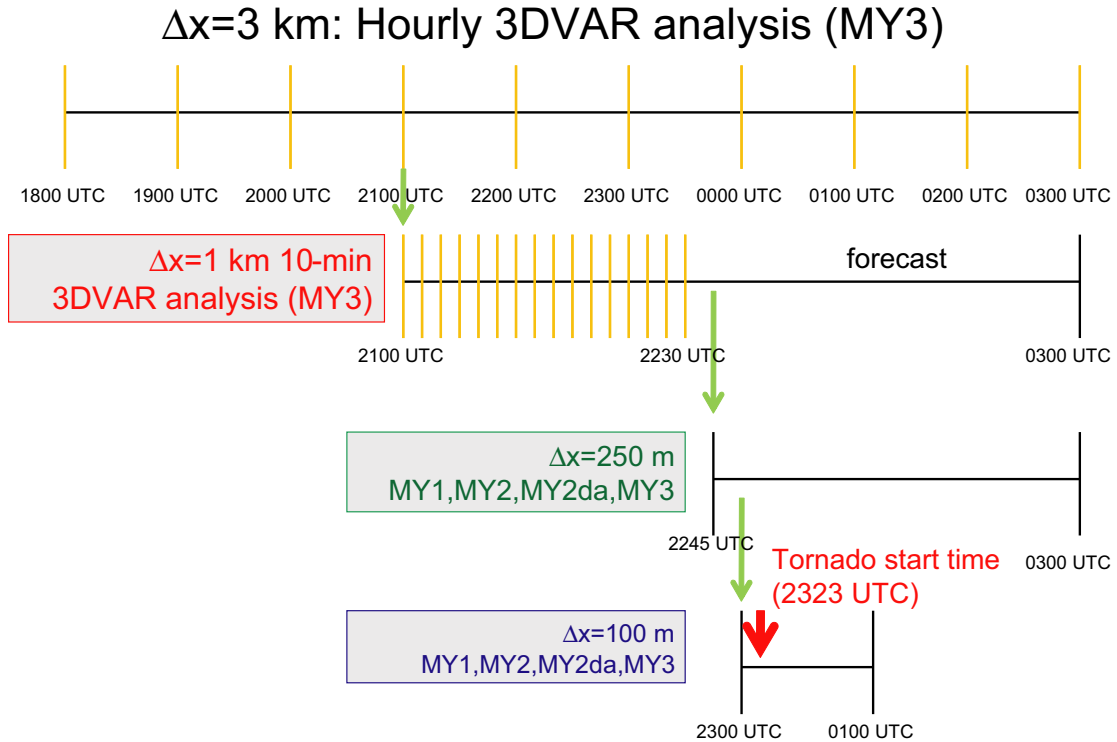 Δx=3 km: Hourly 3DVAR analysis (MY3)
1800 UTC 1900 UTC 2000 UTC 2100 UTC 2200 UTC 2300 UTC 0000 UTC 0100 UTC 0200 UTC 0300 UTC
Δx=1 km 10-min
3DVAR analysis (MY3)
forecast
2100 UTC 2230 UTC 0300 UTC
Δx=250 m
MY1,MY2,MY2da,MY3
2245 UTC 0300 UTC
Tornado start time
(2323 UTC)
Δx=100 m
MY1,MY2,MY2da,MY3
2300 UTC 0100 UTC